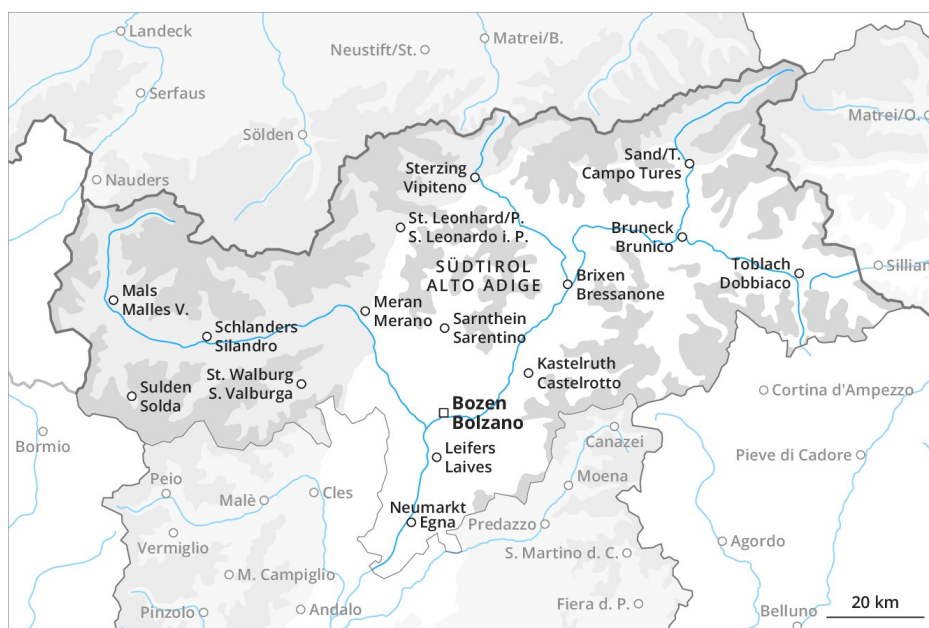 Landeck
Neustift/St.
Matrei/B.
Serfaus
Matrei/O.
Sölden
Nauders
Sterzing
Vipiteno
Sand/T.
Campo Tures
St. Leonhard/P.
S. Leonardo i. P.
Bruneck
Brunico
SÜDTIROL
ALTO ADIGE
Toblach
Dobbiaco
Sillian
Brixen
Bressanone
Mals
Malles V.
Meran
Merano
Schlanders
Silandro
Sarnthein
Sarentino
St. Walburg
S. Valburga
Kastelruth
Castelrotto
Sulden
Solda
Cortina d'Ampezzo
Bozen
Bolzano
Bormio
Canazei
Leifers
Laives
Pieve di Cadore
Peio
Moena
Malè
Cles
Neumarkt
Egna
Predazzo
Vermiglio
Agordo
S. Martino d. C.
M. Campiglio
Pinzolo
Andalo
Fiera d. P.
Belluno
20 km